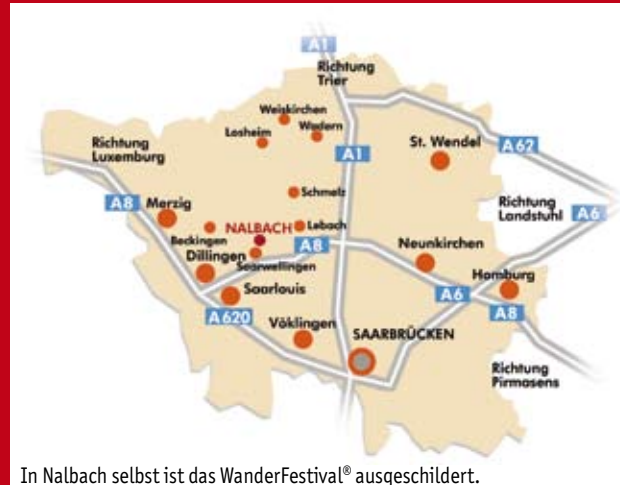 A1
Richtung
Trier
Weiskirchen
Losheim
Wadern
Richtung
Luxemburg
A1
St. Wendel
A62
Schmelz
A8
Merzig
Richtung
Landstuhl
A6
Beckingen
NALBACH
Lebach
A8
Dillingen
Saarwellingen
Neunkirchen
Homburg
Saarlouis
A6
A620
A8
Vöklingen
SAARBRÜCKEN
Richtung
Pirmasens
In Nalbach selbst ist das WanderFestival® ausgeschildert.